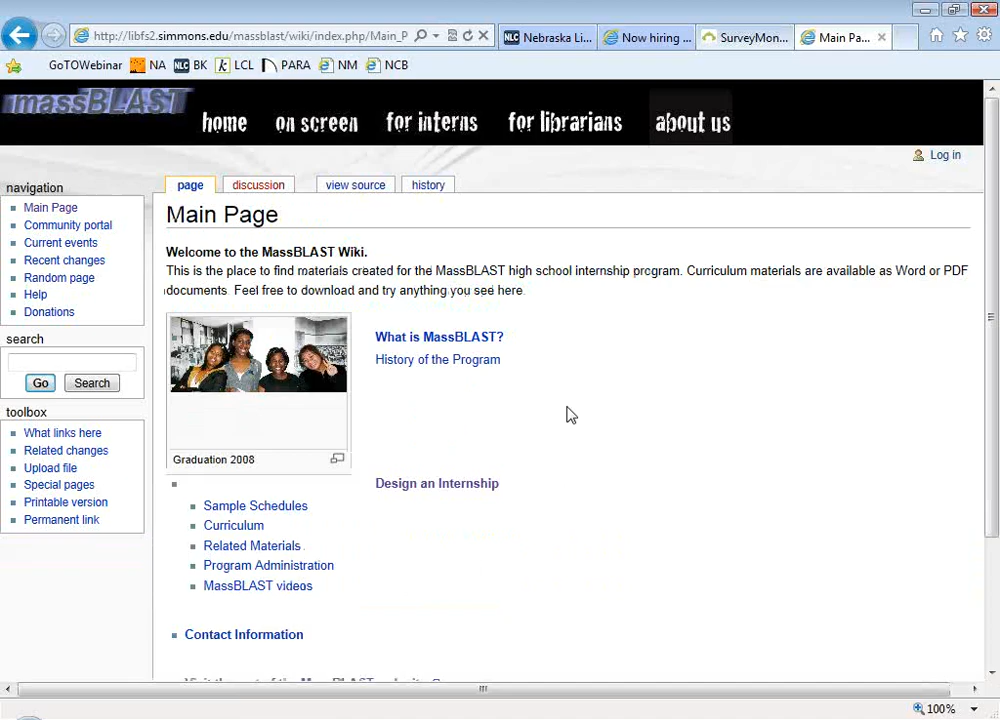 http://libfs2.simmons.edu/massblast/wiki/index.php/Main_P
Nebraska Li...
Now hiring ...
SurveyMon...
Main Pa...
GoTOWebinar
NA
NLC BK
k LCL
PARA
NM
NCB
massBLAST
home
on screen
for interns
for librarians
about us
Log in
navigation
Main Page
Community portal
Current events
Recent changes
Random page
Help
Donations
search
Go
Search
toolbox
What links here
Related changes
Upload file
Special pages
Printable version
Permanent link
page
discussion
view source
history
Main Page
Welcome to the MassBLAST Wiki.
This is the place to find materials created for the MassBLAST high school internship program. Curriculum materials are available as Word or PDF
documents. Feel free to download and try anything you see here.
Graduation 2008
What is MassBLAST?
History of the Program
Design an Internship
Sample Schedules
Curriculum
Related Materials
Program Administration
MassBLAST videos
Contact Information
100%